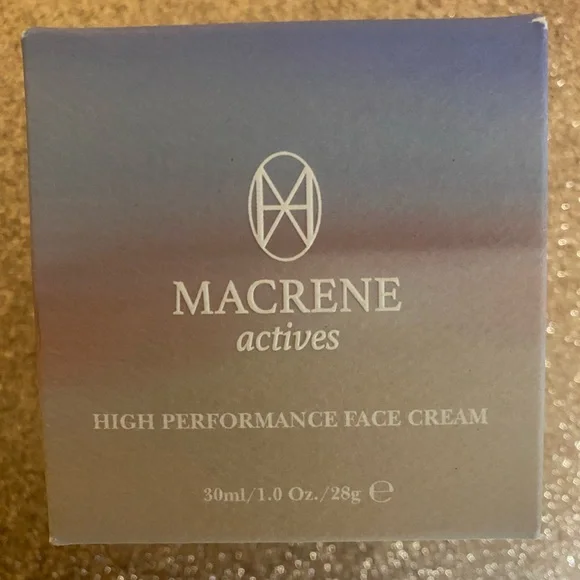 MACRENE
actives
HIGH PERFORMANCE FACE CREAM
30ml/1.0 Oz./28g ℮